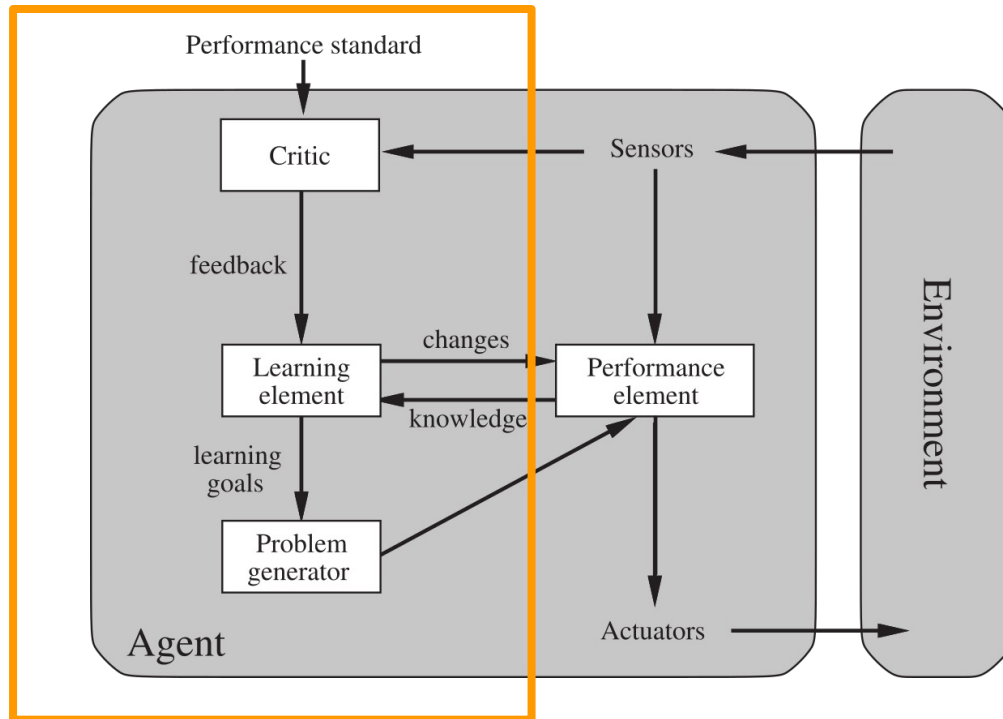 Performance standard
Critic
Sensors
feedback
changes
Learning
element
Performance
element
knowledge
learning
goals
Problem
generator
Agent
Actuators
Environment